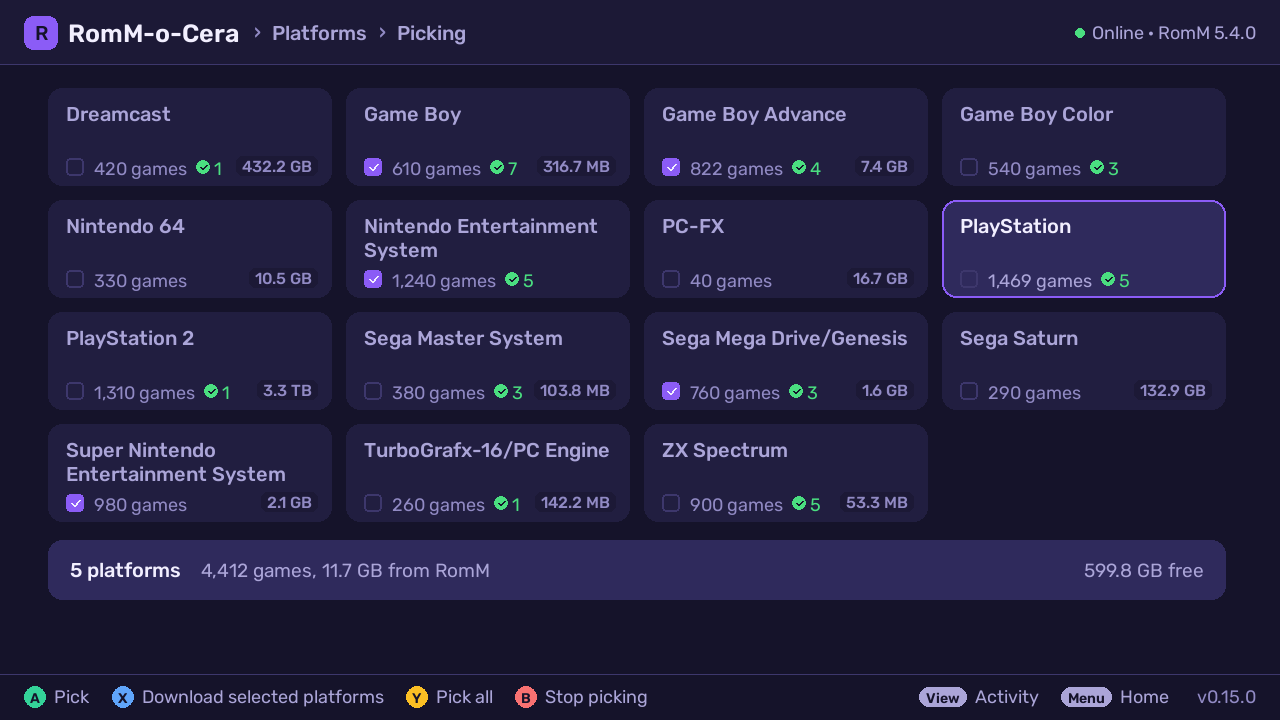 R RomM-o-Cera › Platforms › Picking
Online • RomM 5.4.0
Dreamcast
420 games 1 432.2 GB
Game Boy
610 games 7 316.7 MB
Game Boy Advance
822 games 4 7.4 GB
Game Boy Color
540 games 3
Nintendo 64
330 games 10.5 GB
Nintendo Entertainment
System
1,240 games 5
PC-FX
40 games 16.7 GB
PlayStation
1,469 games 5
PlayStation 2
1,310 games 1 3.3 TB
Sega Master System
380 games 3 103.8 MB
Sega Mega Drive/Genesis
760 games 3 1.6 GB
Sega Saturn
290 games 132.9 GB
Super Nintendo
Entertainment System
980 games 2.1 GB
TurboGrafx-16/PC Engine
260 games 1 142.2 MB
ZX Spectrum
900 games 5 53.3 MB
5 platforms 4,412 games, 11.7 GB from RomM 599.8 GB free
A Pick X Download selected platforms Y Pick all B Stop picking View Activity Menu Home v0.15.0